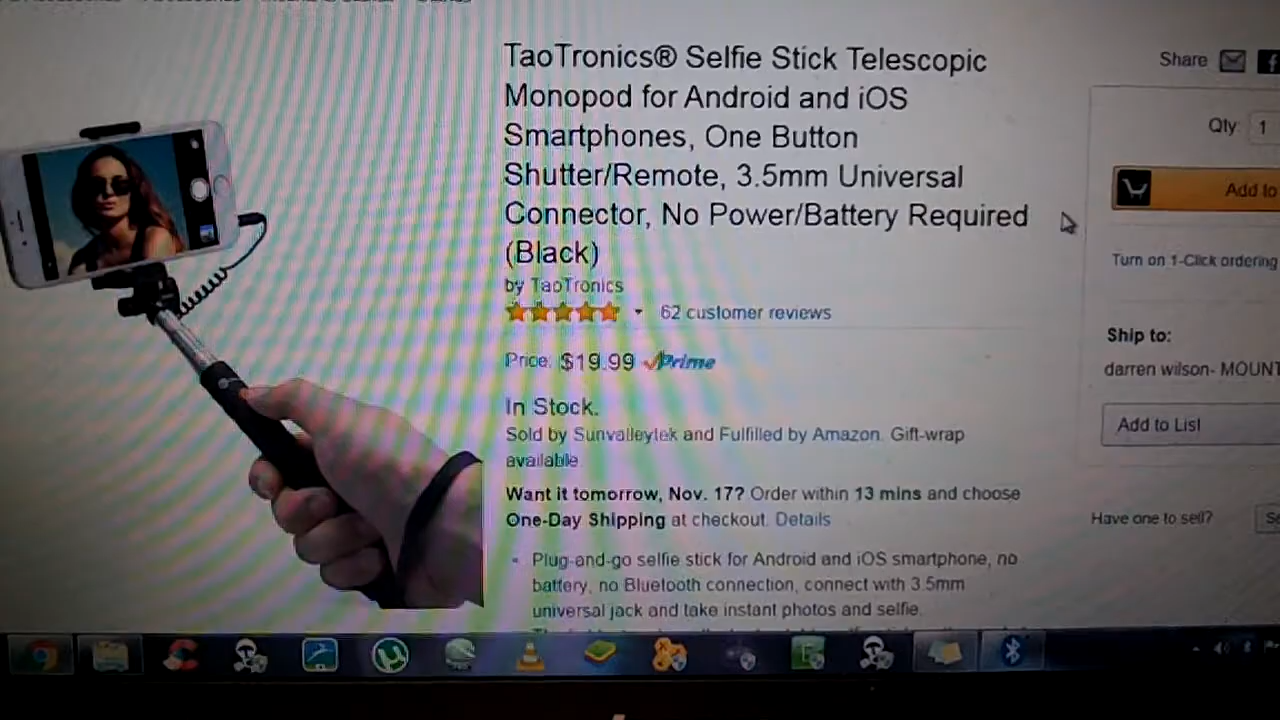 Share
TaoTronics® Selfie Stick Telescopic
Monopod for Android and iOS
Smartphones, One Button
Shutter/Remote, 3.5mm Universal
Connector, No Power/Battery Required
(Black)
by TaoTronics
62 customer reviews
Price: $19.99 Prime
In Stock.
Sold by Sunvalleytek and Fulfilled by Amazon. Gift-wrap
available.
Want it tomorrow, Nov. 17? Order within 13 mins and choose
One-Day Shipping at checkout. Details
Plug-and-go selfie stick for Android and iOS smartphone, no
battery, no Bluetooth connection, connect with 3.5mm
universal jack and take instant photos and selfie.
Qty: 1
Add to
Turn on 1-Click ordering
Ship to:
darren wilson- MOUNT
Add to List
Have one to sell?